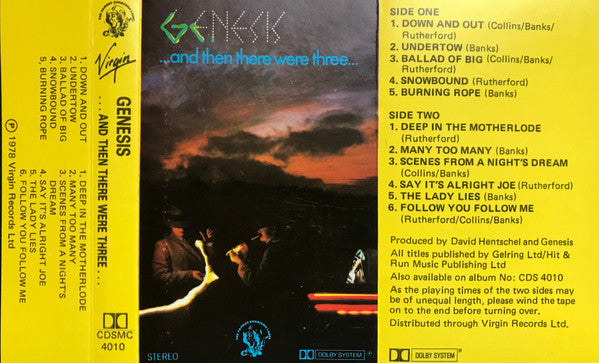 1. DOWN AND OUT
2. UNDERTOW
3. BALLAD OF BIG
4. SNOWBOUND
5. BURNING ROPE
1. DEEP IN THE MOTHERLODE
2. MANY TOO MANY
3. SCENES FROM A NIGHT'S
DREAM
4. SAY IT'S ALRIGHT JOE
5. THE LADY LIES
6. FOLLOW YOU FOLLOW ME
Ⓟ 1978 Virgin Records Ltd
Virgin
GENESIS
... AND THEN THERE WERE THREE ...
CDSMC
4010
GENESIS
...and then there were three...
STEREO
DOLBY SYSTEM
SIDE ONE
1. DOWN AND OUT (Collins/Banks/
Rutherford)
2. UNDERTOW (Banks)
3. BALLAD OF BIG (Collins/Banks/
Rutherford)
4. SNOWBOUND (Rutherford)
5. BURNING ROPE (Banks)
SIDE TWO
1. DEEP IN THE MOTHERLODE
(Rutherford)
2. MANY TOO MANY (Banks)
3. SCENES FROM A NIGHT'S DREAM
(Collins/Banks)
4. SAY IT'S ALRIGHT JOE (Rutherford)
5. THE LADY LIES (Banks)
6. FOLLOW YOU FOLLOW ME
(Rutherford/Collins/Banks)
Produced by David Hentschel and Genesis
All titles published by Gelring Ltd/Hit &
Run Music Publishing Ltd
Also available on album No: CDS 4010
As the playing times of the two sides may
be of unequal length, please wind the tape
on to the end before turning over.
Distributed through Virgin Records Ltd.
DOLBY SYSTEM